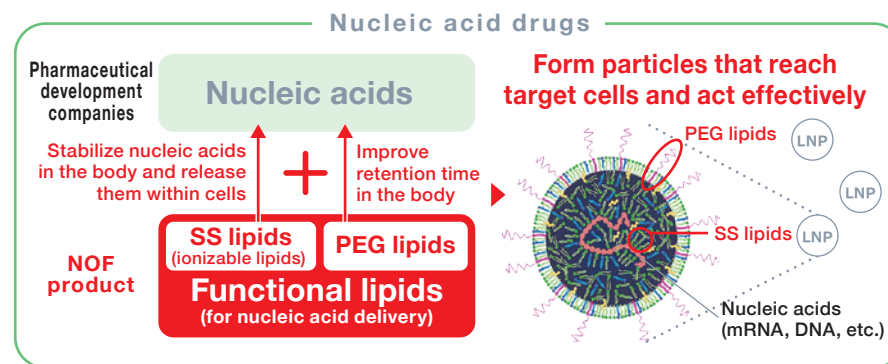 Nucleic acid drugs
Pharmaceutical
development
companies
Nucleic acids
Stabilize nucleic acids
in the body and release
them within cells
+
Improve
retention time
in the body
NOF
product
SS lipids
(ionizable lipids)
PEG lipids
Functional lipids
(for nucleic acid delivery)
Form particles that reach
target cells and act effectively
PEG lipids
LNP
LNP
SS lipids
LNP
Nucleic acids
(mRNA, DNA, etc.)